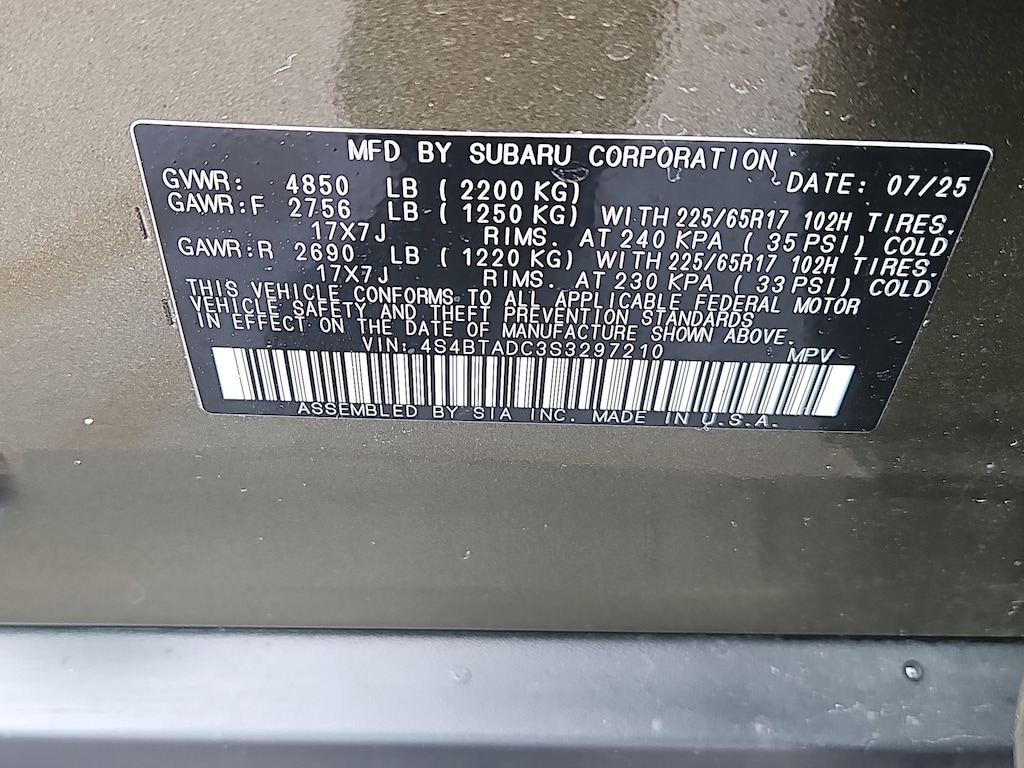 MFD BY SUBARU CORPORATION DATE: 07/25
GVWR: 4850 LB ( 2200 KG)
GAWR:F 2756 LB ( 1250 KG) WITH 225/65R17 102H TIRES.
17X7J RIMS. AT 240 KPA ( 35 PSI) COLD
GAWR:R 2690 LB ( 1220 KG) WITH 225/65R17 102H TIRES.
17X7J RIMS. AT 230 KPA ( 33 PSI) COLD
THIS VEHICLE CONFORMS TO ALL APPLICABLE FEDERAL MOTOR
VEHICLE SAFETY AND THEFT PREVENTION STANDARDS
IN EFFECT ON THE DATE OF MANUFACTURE SHOWN ABOVE.
VIN: 4S4BTADC3S3297210 MPV
ASSEMBLED BY SIA INC. MADE IN U.S.A.